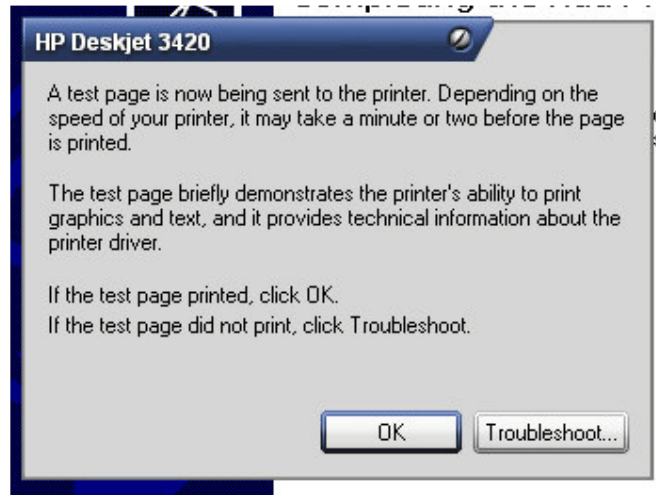 HP Deskjet 3420
A test page is now being sent to the printer. Depending on the
speed of your printer, it may take a minute or two before the page
is printed.
The test page briefly demonstrates the printer's ability to print
graphics and text, and it provides technical information about the
printer driver.
If the test page printed, click OK.
If the test page did not print, click Troubleshoot.
OK
Troubleshoot...